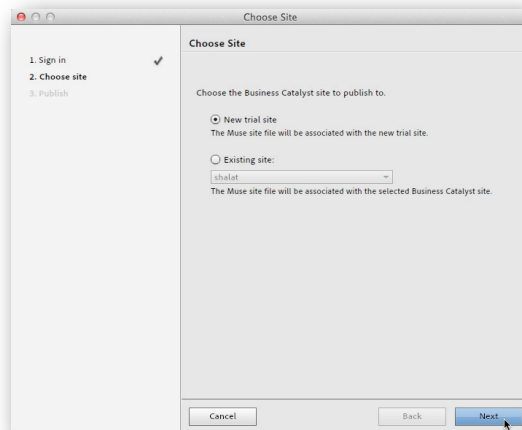 Choose Site
1. Sign in
2. Choose site
3. Publish
Choose Site
Choose the Business Catalyst site to publish to.
New trial site
The Muse site file will be associated with the new trial site.
Existing site:
shalat
The Muse site file will be associated with the selected Business Catalyst site.
Cancel
Back
Next